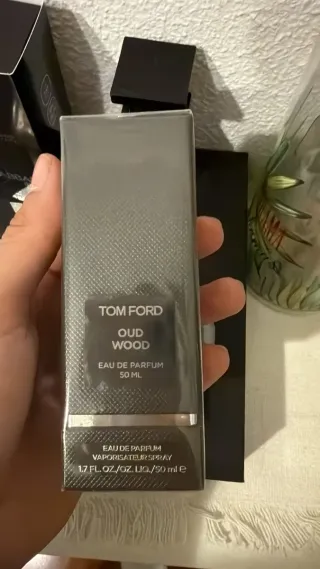 TOM FORD
OUD
WOOD
EAU DE PARFUM
50 ML
EAU DE PARFUM
VAPORISATEUR SPRAY
1.7 FL. OZ./OZ. LIQ./50 ml e